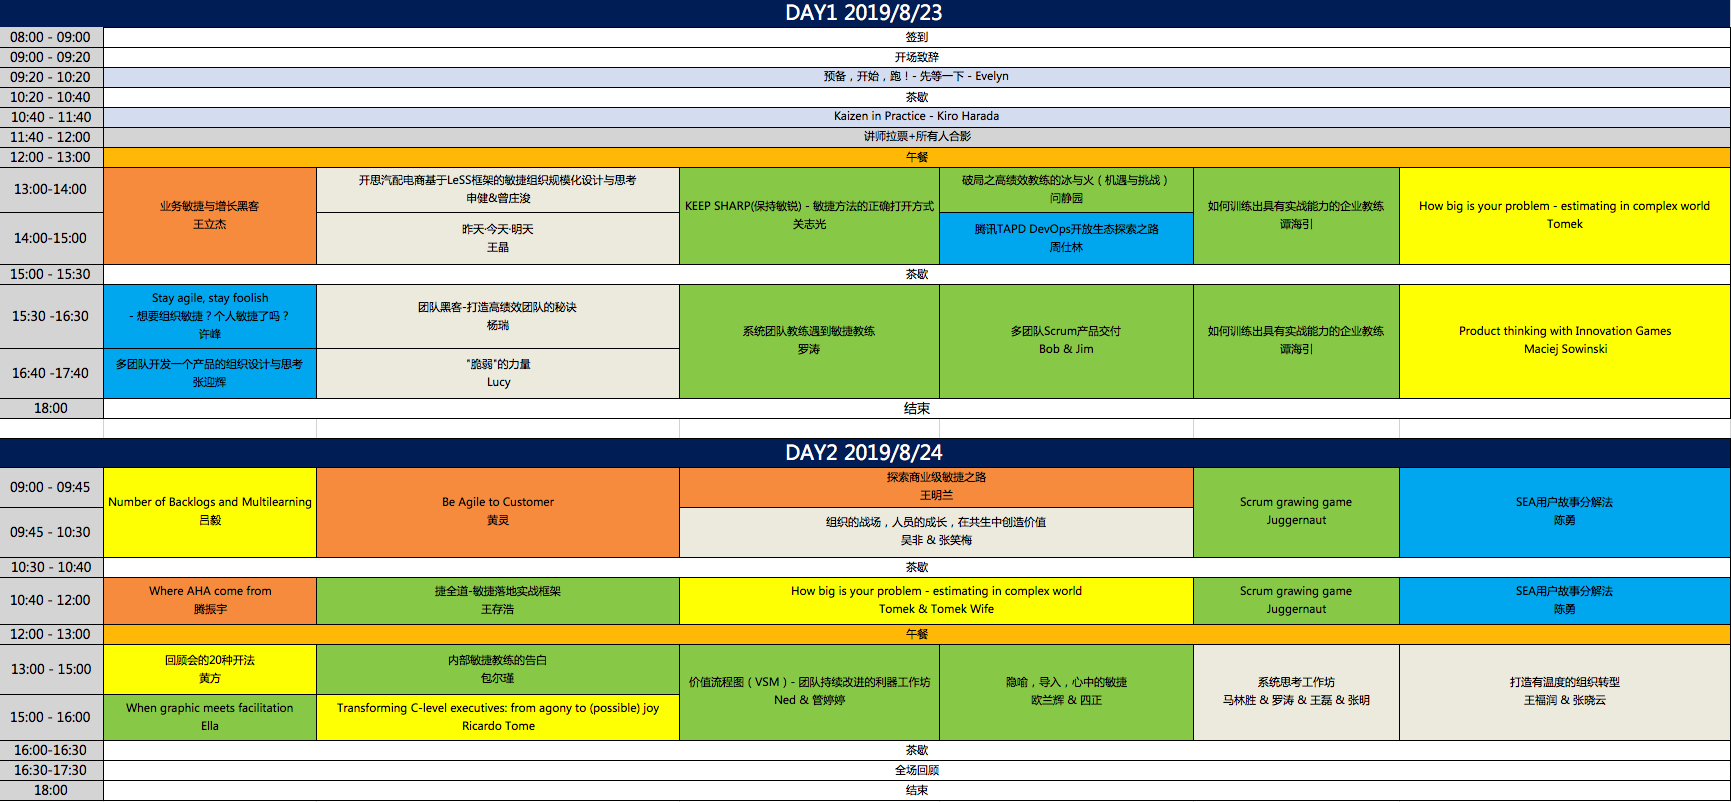 DAY1 2019/8/23
08:00 - 09:00 签到
09:00 - 09:20 开场致辞
09:20 - 10:20 预备，开始，跑！- 先等一下 - Evelyn
10:20 - 10:40 茶歇
10:40 - 11:40 Kaizen in Practice - Kiro Harada
11:40 - 12:00 讲师拉票+所有人合影
12:00 - 13:00 午餐
13:00-14:00
14:00-15:00
业务敏捷与增长黑客
王立杰
开思汽配电商基于LeSS框架的敏捷组织规模化设计与思考
申健&曾庄浚
昨天·今天·明天
王晶
KEEP SHARP(保持敏锐) - 敏捷方法的正确打开方式
关志光
破局之高绩效教练的冰与火（机遇与挑战）
问静园
腾讯TAPD DevOps开放生态探索之路
周仕林
如何训练出具有实战能力的企业教练
谭海引
How big is your problem - estimating in complex world
Tomek
15:00 - 15:30 茶歇
15:30 -16:30
16:40 -17:40
Stay agile, stay foolish
- 想要组织敏捷？个人敏捷了吗？
许峰
多团队开发一个产品的组织设计与思考
张迎辉
团队黑客-打造高绩效团队的秘诀
杨瑞
"脆弱"的力量
Lucy
系统团队教练遇到敏捷教练
罗涛
多团队Scrum产品交付
Bob & Jim
如何训练出具有实战能力的企业教练
谭海引
Product thinking with Innovation Games
Maciej Sowinski
18:00 结束
DAY2 2019/8/24
09:00 - 09:45
09:45 - 10:30
Number of Backlogs and Multilearning
吕毅
Be Agile to Customer
黄灵
探索商业级敏捷之路
王明兰
组织的战场，人员的成长，在共生中创造价值
吴非 & 张笑梅
Scrum grawing game
Juggernaut
SEA用户故事分解法
陈勇
10:30 - 10:40 茶歇
10:40 - 12:00
Where AHA come from
腾振宇
捷全道-敏捷落地实战框架
王存浩
How big is your problem - estimating in complex world
Tomek & Tomek Wife
Scrum grawing game
Juggernaut
SEA用户故事分解法
陈勇
12:00 - 13:00 午餐
13:00 - 15:00
15:00 - 16:00
回顾会的20种开法
黄方
When graphic meets facilitation
Ella
内部敏捷教练的告白
包尔瑾
Transforming C-level executives: from agony to (possible) joy
Ricardo Tome
价值流程图（VSM）- 团队持续改进的利器工作坊
Ned & 管婷婷
隐喻，导入，心中的敏捷
欧兰辉 & 四正
系统思考工作坊
马林胜 & 罗涛 & 王磊 & 张明
打造有温度的组织转型
王福润 & 张晓云
16:00-16:30 茶歇
16:30-17:30 全场回顾
18:00 结束